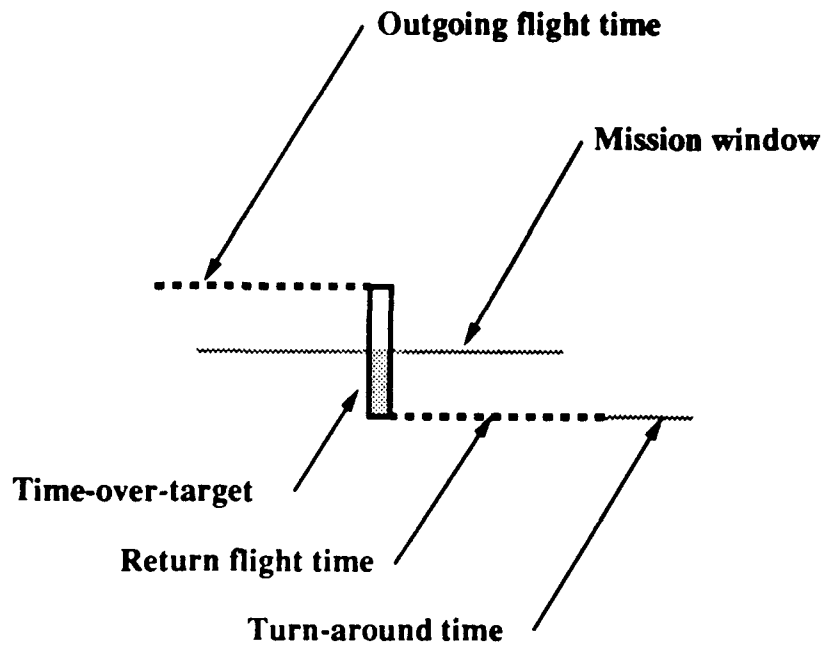 Outgoing flight time
Mission window
Time-over-target
Return flight time
Turn-around time